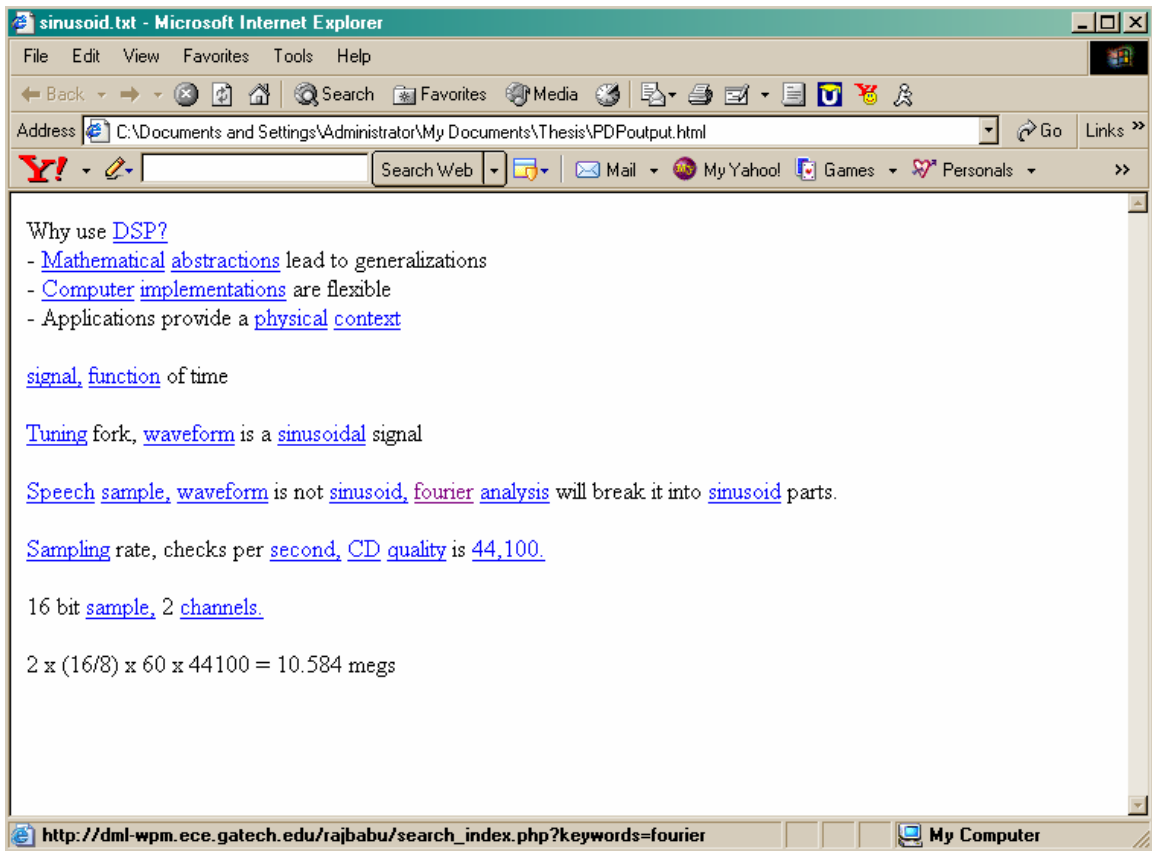 sinusoid.txt - Microsoft Internet Explorer
File Edit View Favorites Tools Help
Back Search Favorites Media
Address C:\Documents and Settings\Administrator\My Documents\Thesis\PDPoutput.html Go Links »
Y! Search Web Mail My Yahoo! Games Personals »
Why use DSP?
- Mathematical abstractions lead to generalizations
- Computer implementations are flexible
- Applications provide a physical context
signal, function of time
Tuning fork, waveform is a sinusoidal signal
Speech sample, waveform is not sinusoid, fourier analysis will break it into sinusoid parts.
Sampling rate, checks per second, CD quality is 44,100.
16 bit sample, 2 channels.
2 x (16/8) x 60 x 44100 = 10.584 megs
http://dml-wpm.ece.gatech.edu/rajbabu/search_index.php?keywords=fourier My Computer